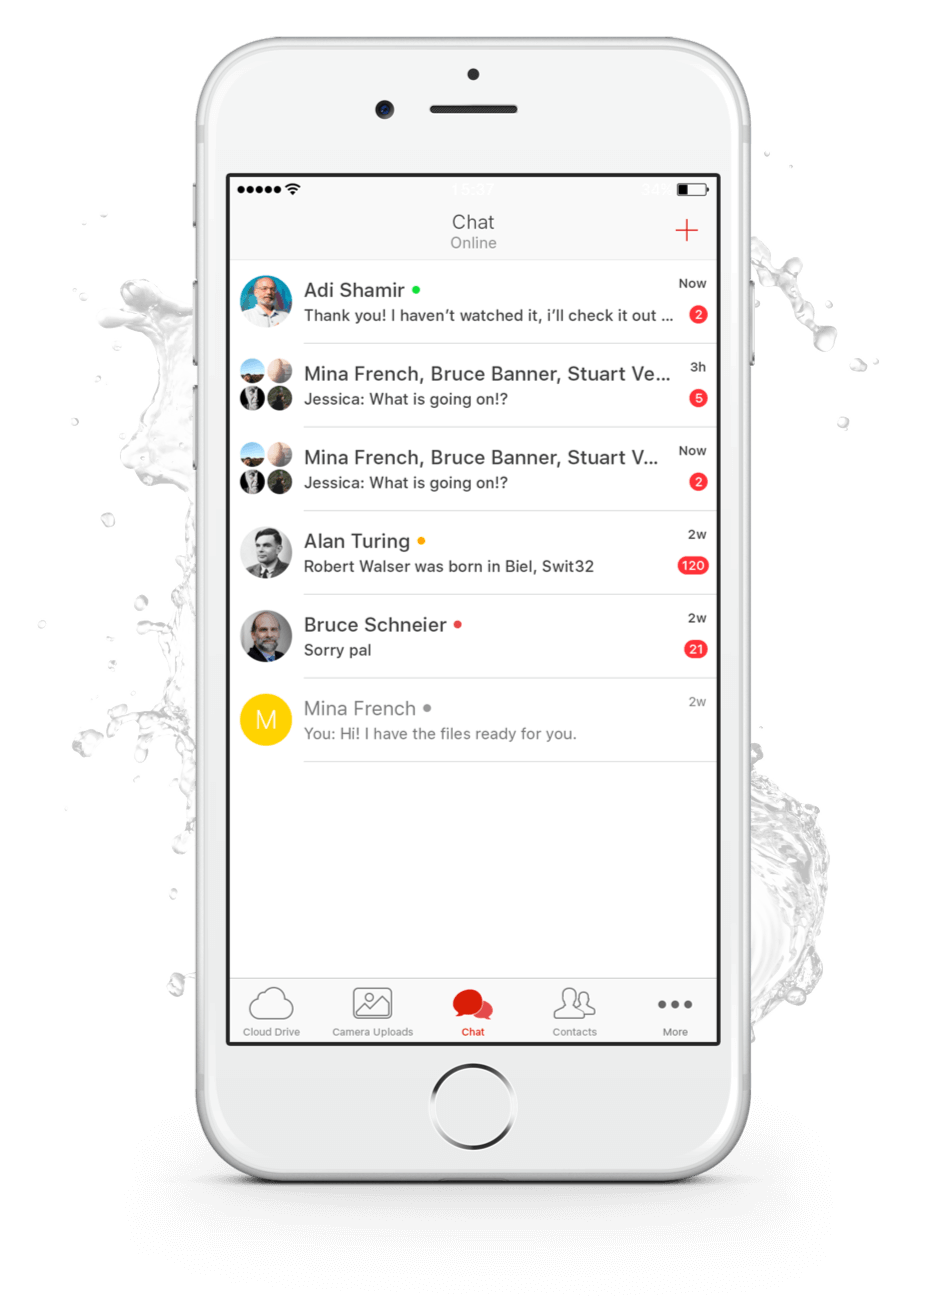 15:37
34%
Chat
Online
Adi Shamir
Now
Thank you! I haven’t watched it, i’ll check it out ...
2
Mina French, Bruce Banner, Stuart Ve...
3h
Jessica: What is going on!?
5
Mina French, Bruce Banner, Stuart V...
Now
Jessica: What is going on!?
2
Alan Turing
2w
Robert Walser was born in Biel, Swit32
120
Bruce Schneier
2w
Sorry pal
21
M
Mina French
2w
You: Hi! I have the files ready for you.
Cloud Drive
Camera Uploads
Chat
Contacts
More